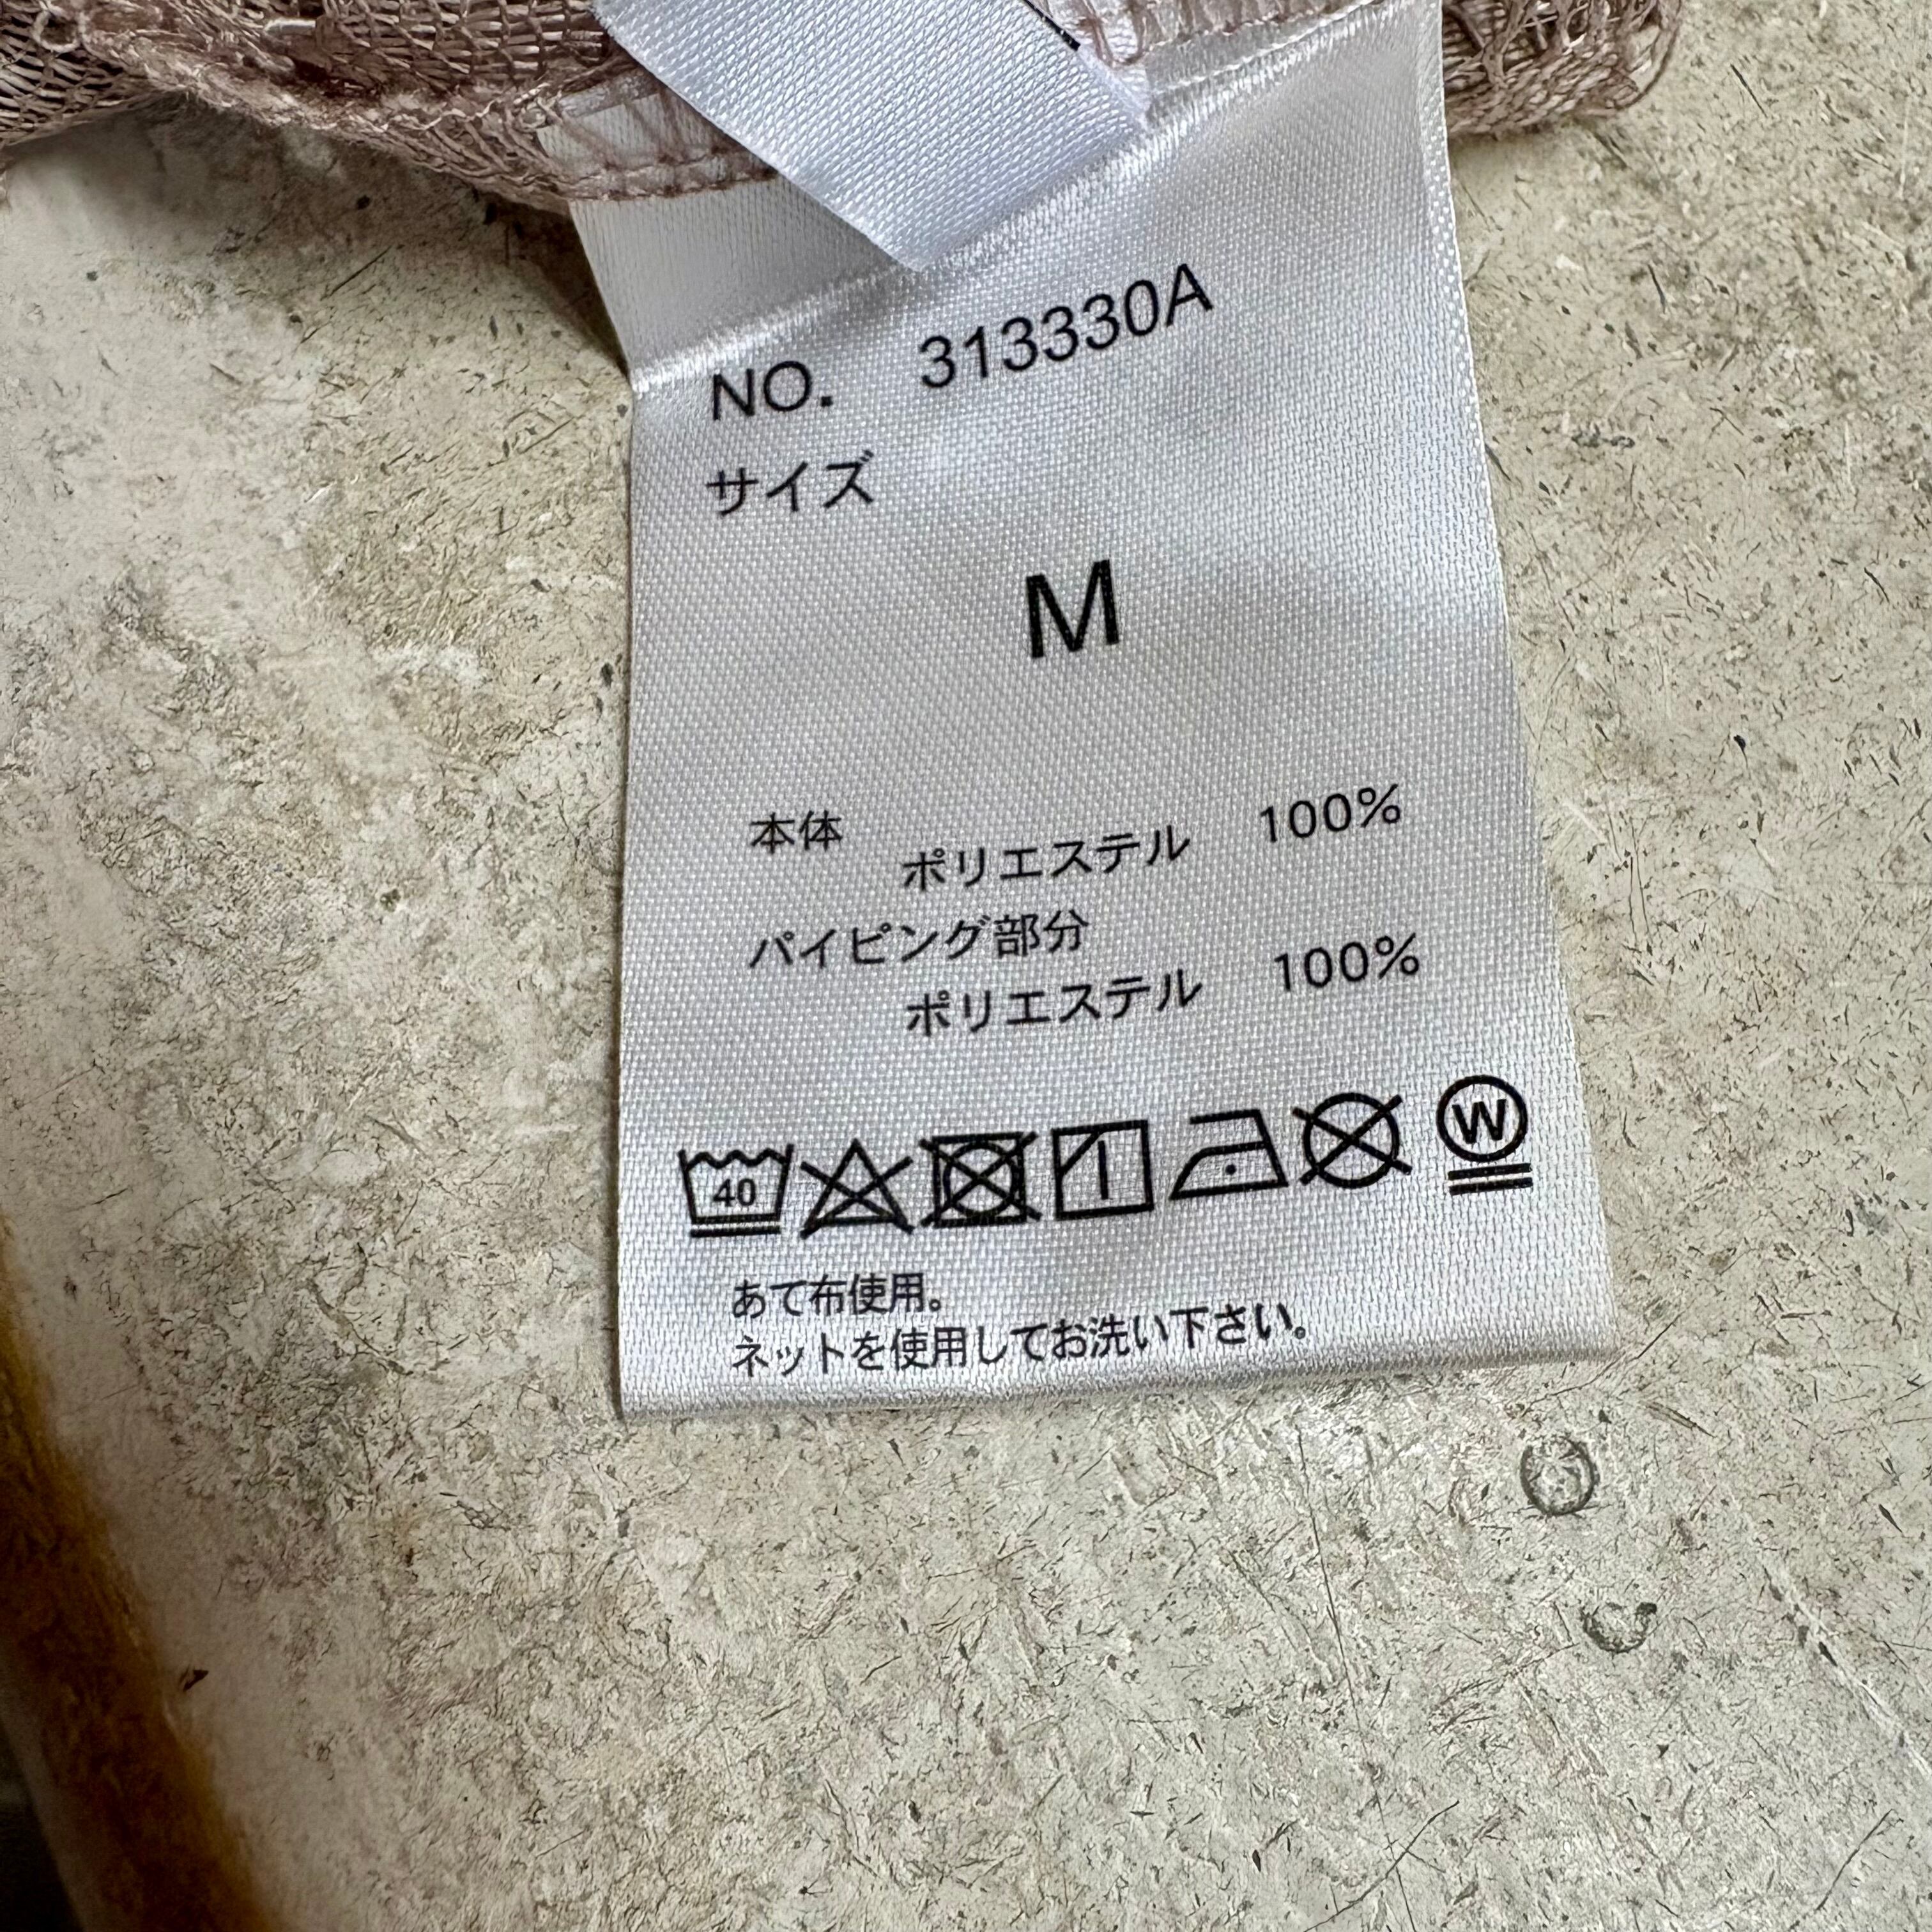 NO. 313330A
サイズ
M
本体
ポリエステル 100%
パイピング部分
ポリエステル 100%
40
W
あて布使用。
ネットを使用してお洗い下さい。